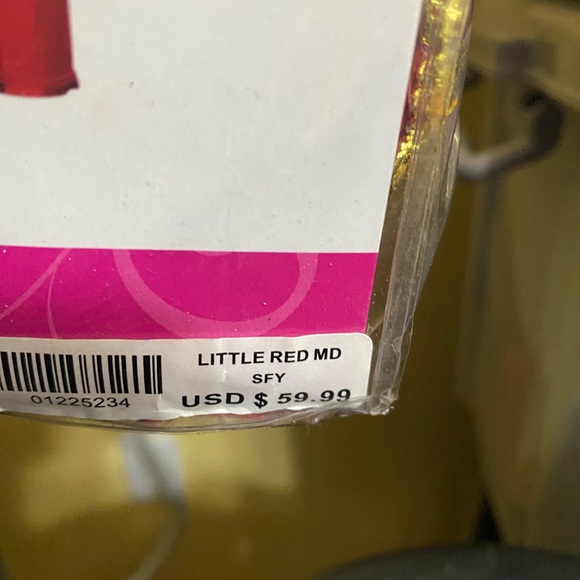 LITTLE RED MD
SFY
01225234
USD $ 59.99